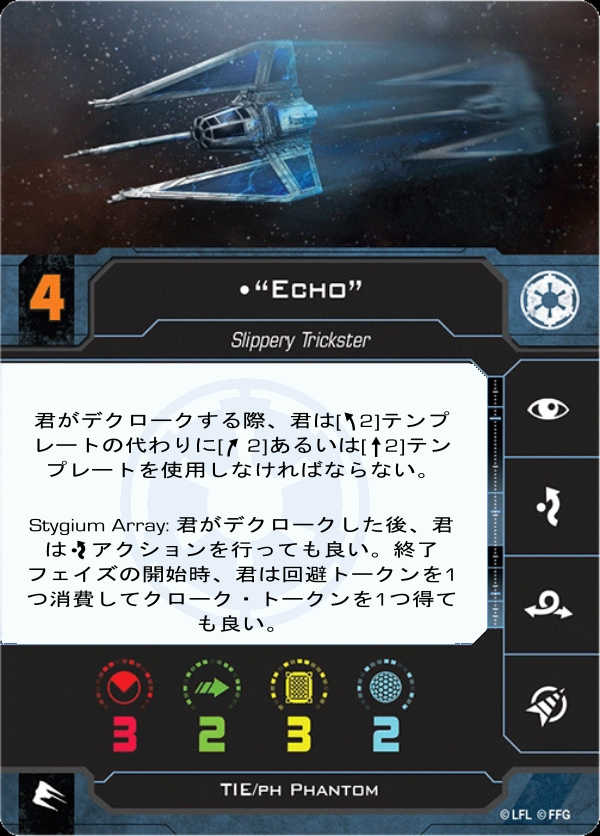 4
•“Echo”
Slippery Trickster
君がデクロークする際、君は[↰2]テンプ
レートの代わりに[↱2]あるいは[↑2]テン
プレートを使用しなければならない。
Stygium Array: 君がデクロークした後、君
はアクションを行っても良い。終了
フェイズの開始時、君は回避トークンを1
つ消費してクローク・トークンを1つ得て
も良い。
3 2 3 2
TIE/ph Phantom
© LFL © FFG